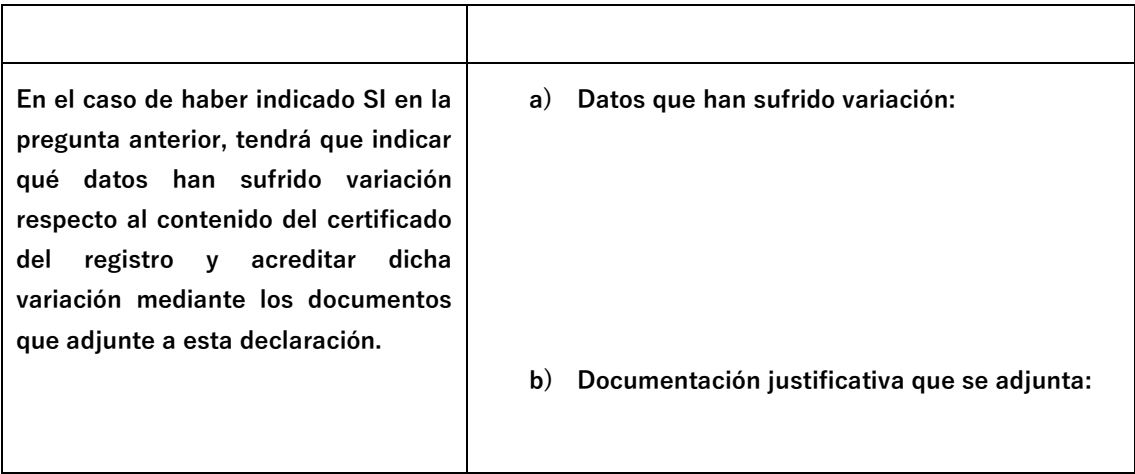 En el caso de haber indicado SI en la
pregunta anterior, tendrá que indicar
qué datos han sufrido variación
respecto al contenido del certificado
del registro y acreditar dicha
variación mediante los documentos
que adjunte a esta declaración.
a) Datos que han sufrido variación:
b) Documentación justificativa que se adjunta: